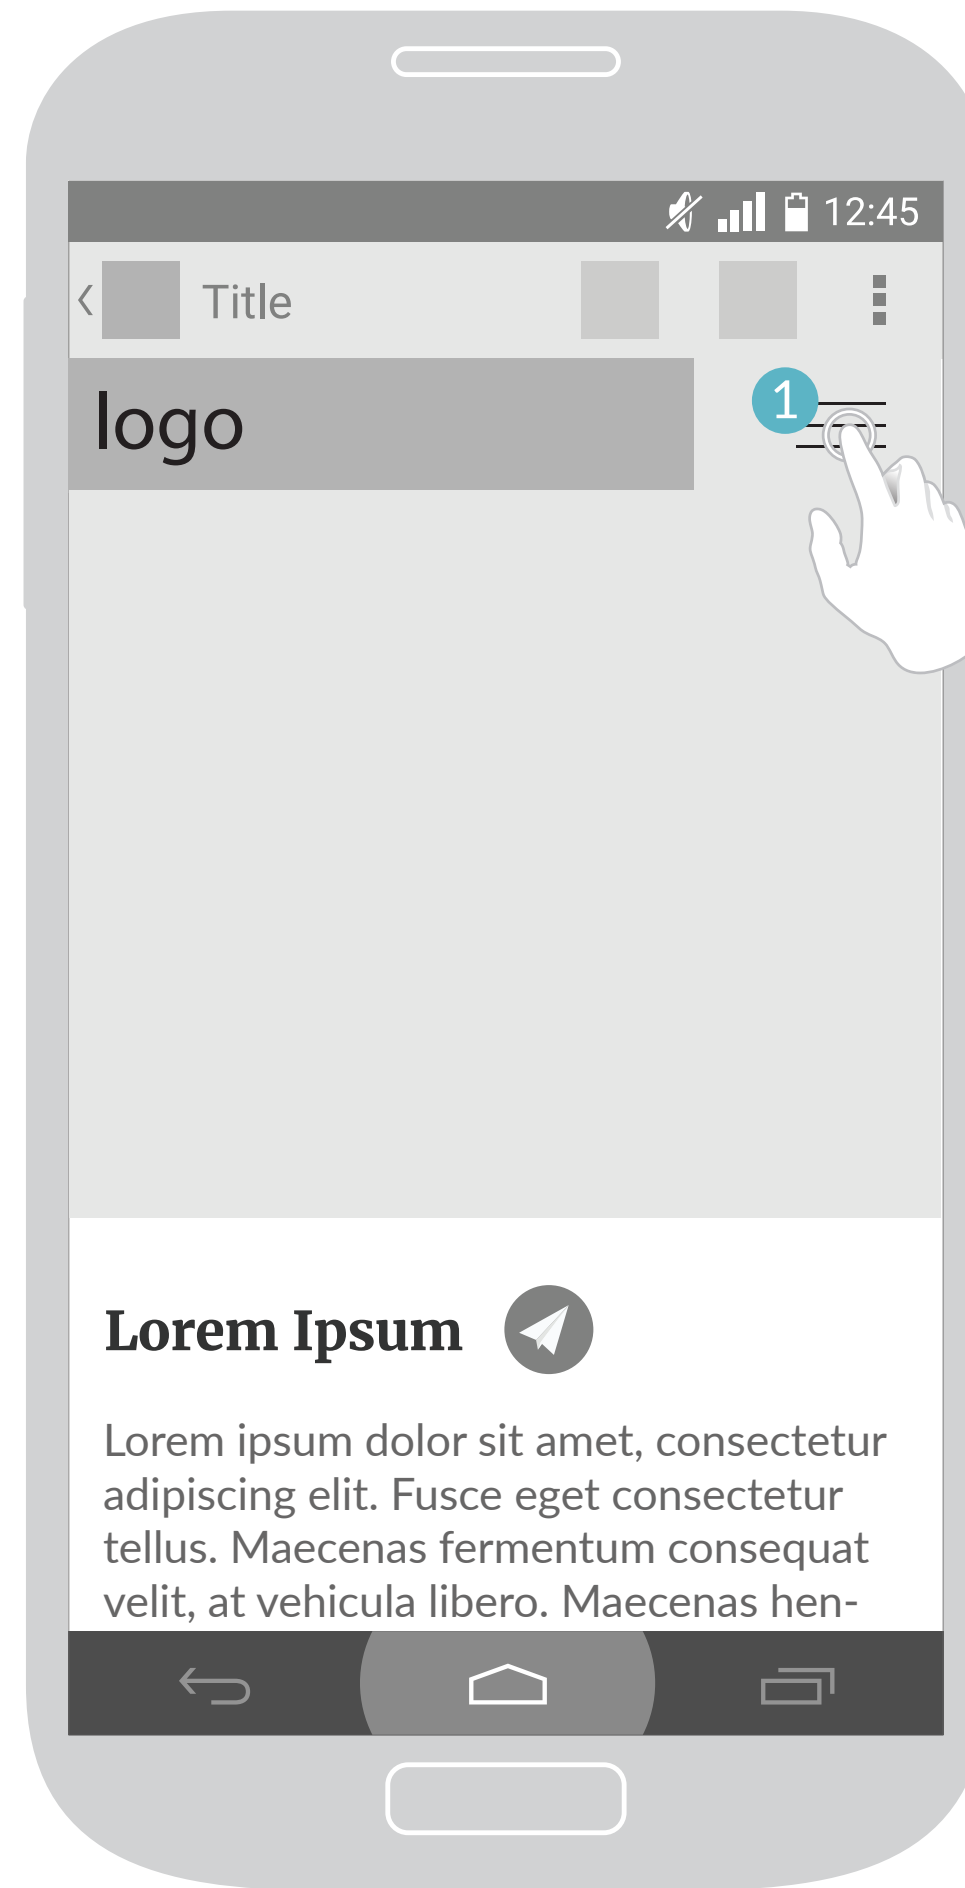 12:45
Title
logo
1
Lorem Ipsum
Lorem ipsum dolor sit amet, consectetur
adipiscing elit. Fusce eget consectetur
tellus. Maecenas fermentum consequat
velit, at vehicula libero. Maecenas hen-